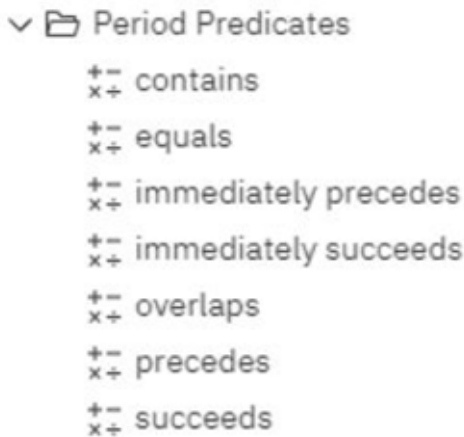 Period Predicates
contains
equals
immediately precedes
immediately succeeds
overlaps
precedes
succeeds